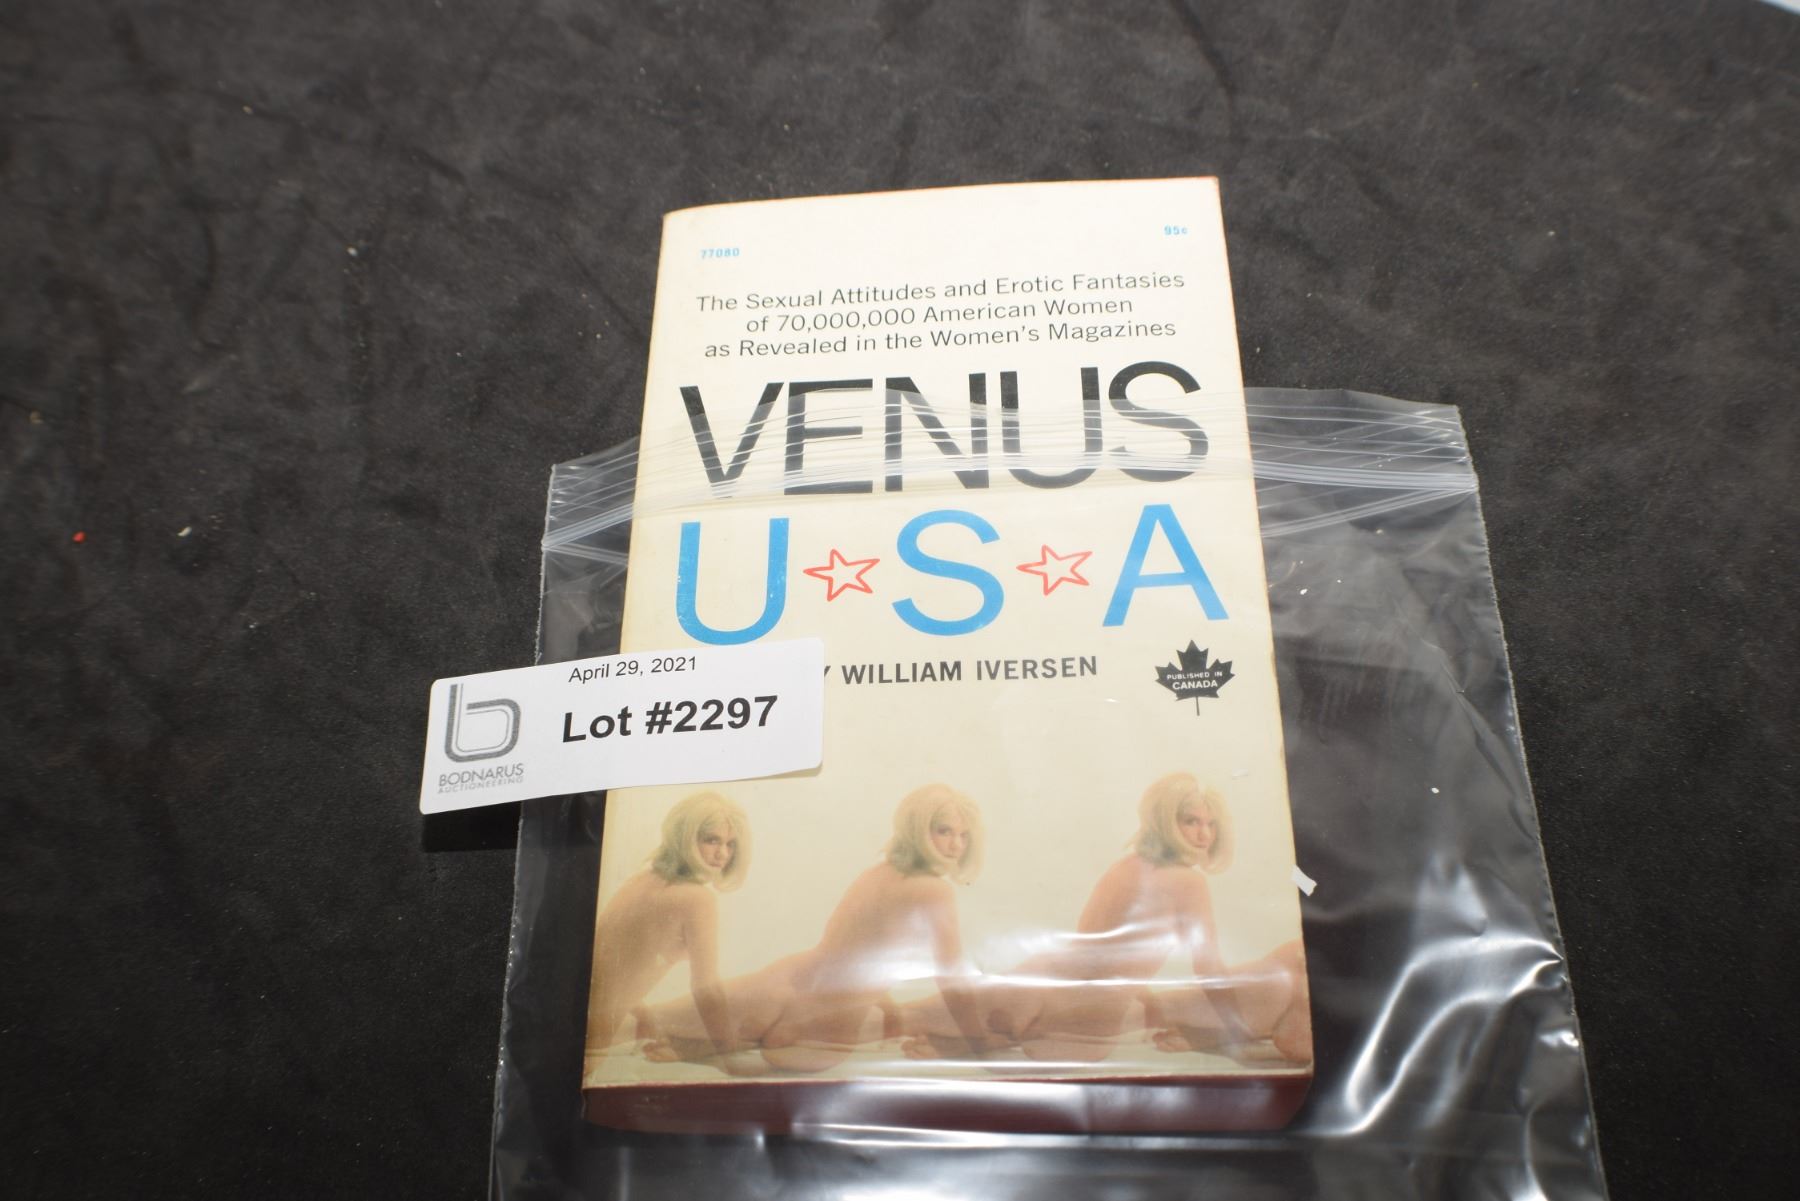 77080
95¢
The Sexual Attitudes and Erotic Fantasies
of 70,000,000 American Women
as Revealed in the Women's Magazines
VENUS
U S A
Y WILLIAM IVERSEN
PUBLISHED IN
CANADA
April 29, 2021
Lot #2297
b
BODNARUS
AUCTIONEERING